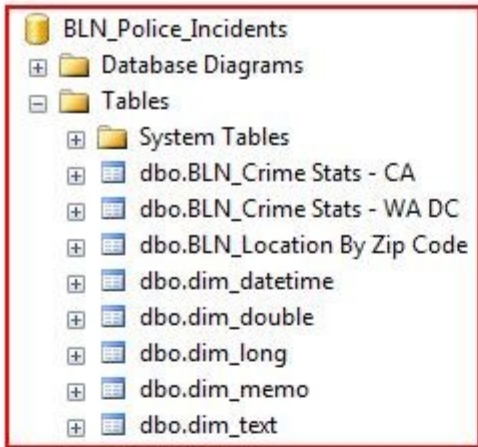 BLN_Police_Incidents
Database Diagrams
Tables
System Tables
dbo.BLN_Crime Stats - CA
dbo.BLN_Crime Stats - WA DC
dbo.BLN_Location By Zip Code
dbo.dim_datetime
dbo.dim_double
dbo.dim_long
dbo.dim_memo
dbo.dim_text